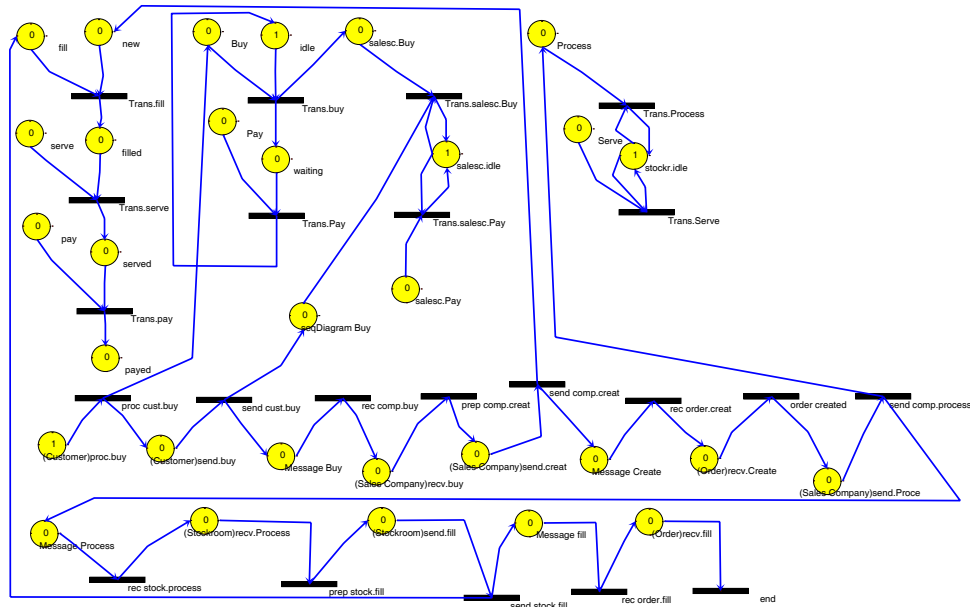 0
fill
0
new
0
Buy
1
idle
0
salesc.Buy
0
Process
Trans.fill
Trans.buy
Trans.salesc.Buy
Trans.Process
0
serve
0
filled
0
Pay
0
waiting
1
salesc.idle
0
Serve
1
stockr.idle
Trans.serve
Trans.Pay
Trans.salesc.Pay
Trans.Serve
0
pay
0
served
0
salesc.Pay
Trans.pay
0
seqDiagram Buy
0
payed
proc cust.buy
send cust.buy
rec comp.buy
prep comp.creat
send comp.creat
rec order.creat
order created
send comp.process
1
(Customer)proc.buy
0
(Customer)send.buy
0
Message Buy
0
(Sales Company)recv.buy
0
(Sales Company)send.creat
0
Message Create
0
(Order)recv.Create
0
(Sales Company)send.Proce
0
Message Process
0
(Stockroom)recv.Process
0
(Stockroom)send.fill
0
Message fill
0
(Order)recv.fill
rec stock.process
prep stock.fill
send stock.fill
rec order.fill
end